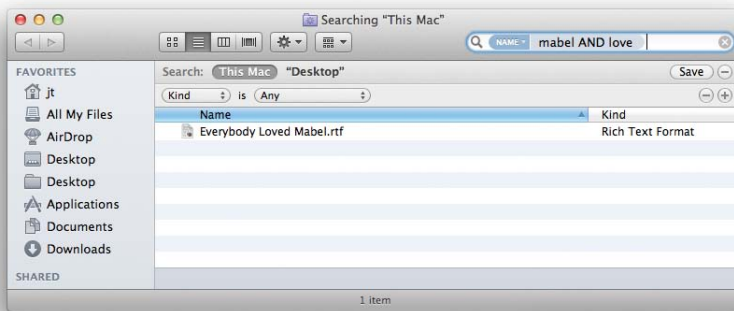 Searching "This Mac"
NAME mabel AND love
FAVORITES
Search: This Mac "Desktop" Save
jt
Kind is Any
All My Files
Name Kind
AirDrop
Everybody Loved Mabel.rtf Rich Text Format
Desktop
Desktop
Applications
Documents
Downloads
SHARED
1 item